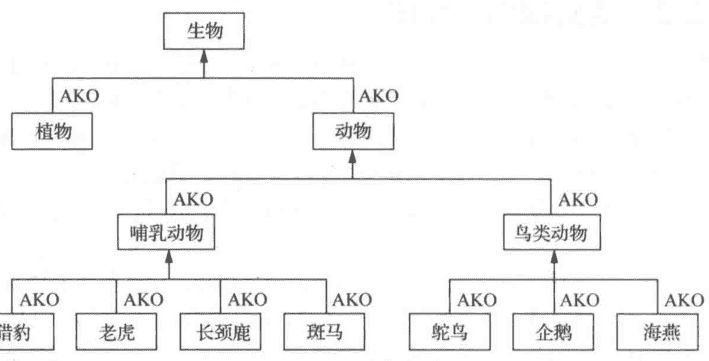 生物
AKO AKO
植物 动物
AKO AKO
哺乳动物 鸟类动物
AKO AKO AKO AKO AKO AKO AKO
猎豹 老虎 长颈鹿 斑马 鸵鸟 企鹅 海燕